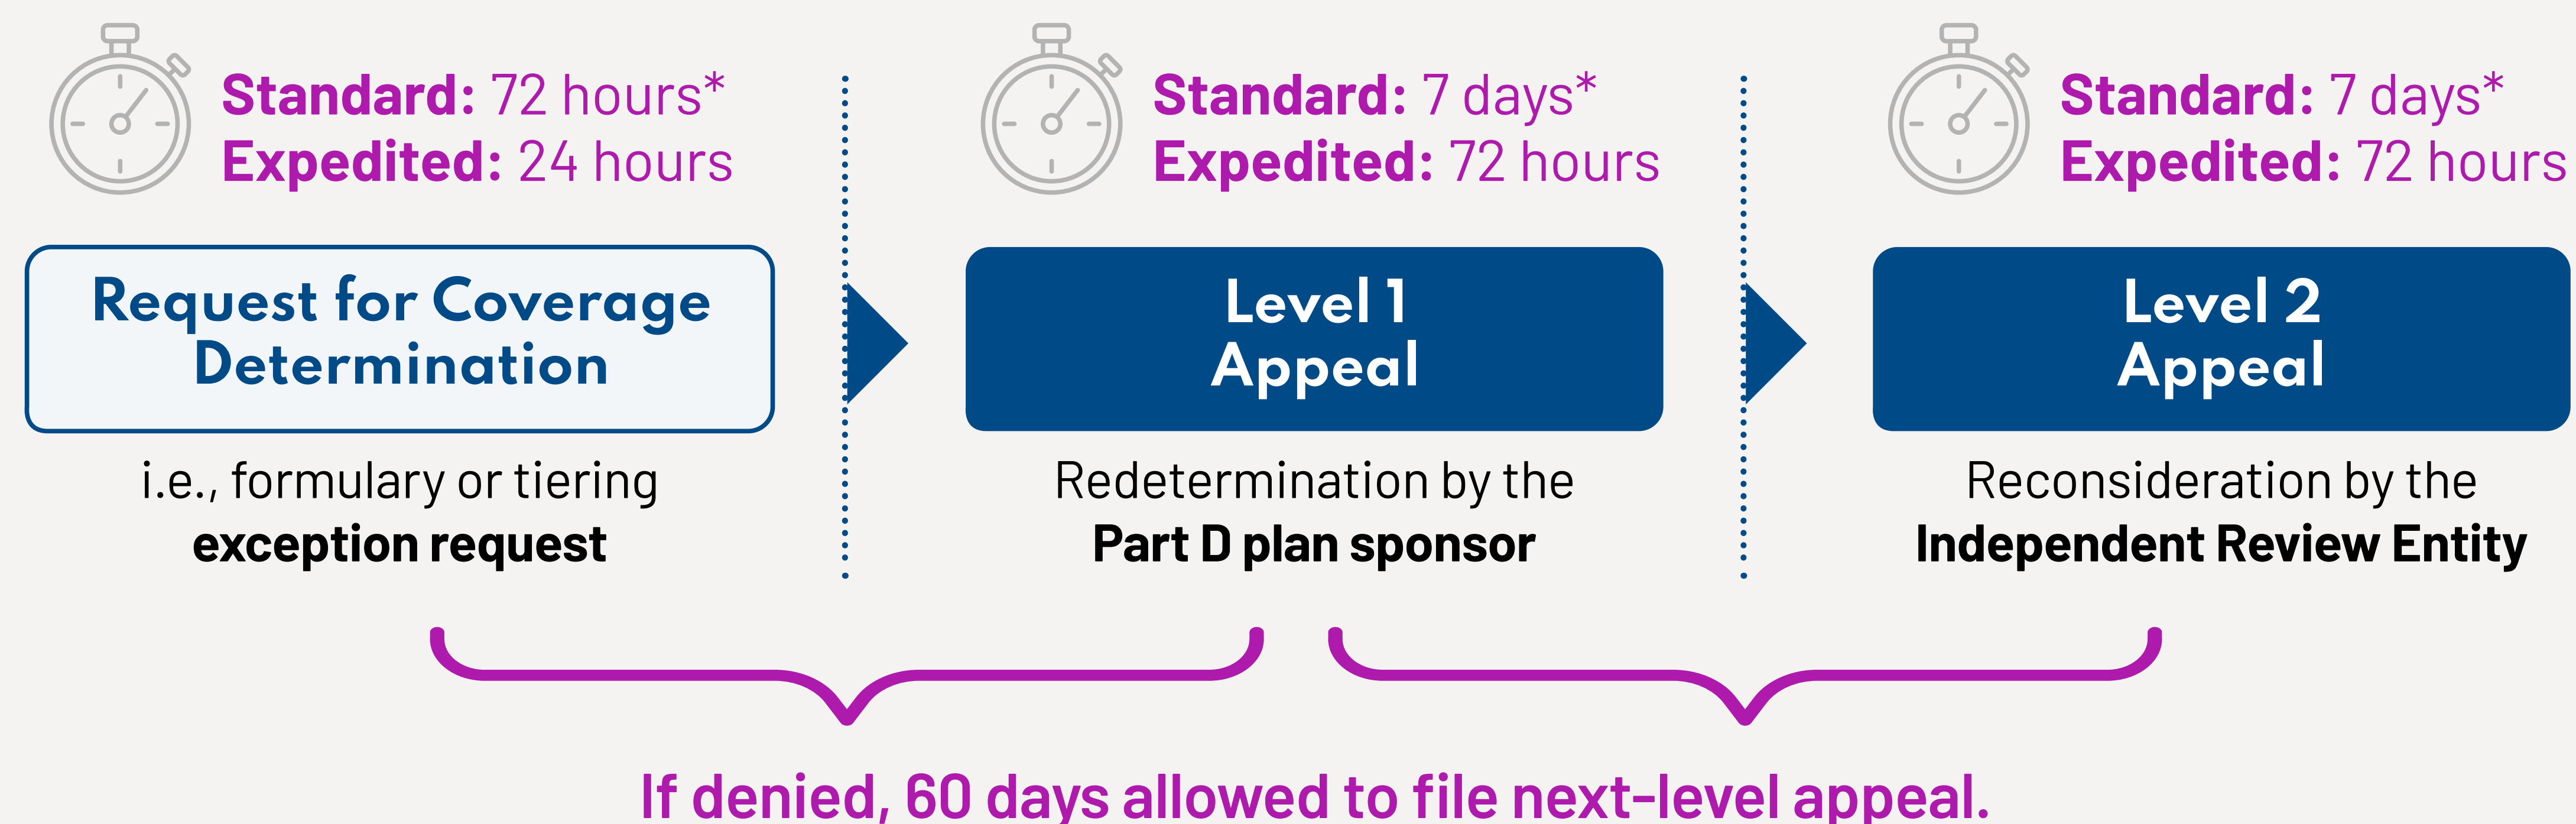 Standard: 72 hours*
Expedited: 24 hours
Request for Coverage
Determination
i.e., formulary or tiering
exception request
Standard: 7 days*
Expedited: 72 hours
Level 1
Appeal
Redetermination by the
Part D plan sponsor
Standard: 7 days*
Expedited: 72 hours
Level 2
Appeal
Reconsideration by the
Independent Review Entity
If denied, 60 days allowed to file next-level appeal.